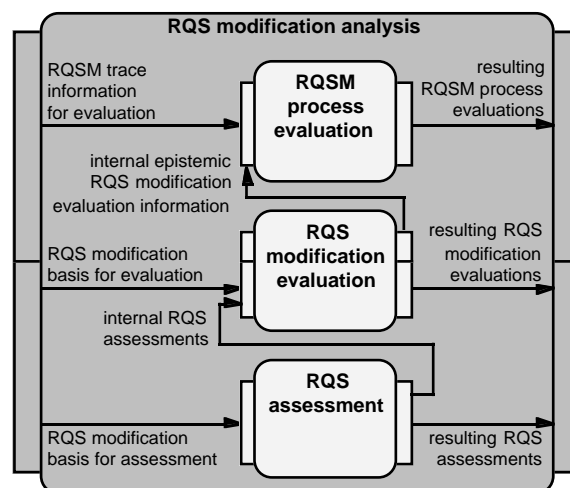 RQS modification analysis
RQSM trace
information
for evaluation
RQSM
process
evaluation
resulting
RQSM process
evaluations
internal epistemic
RQS modification
evaluation information
RQS modification
basis for evaluation
RQS
modification
evaluation
resulting RQS
modification
evaluations
internal RQS
assessments
RQS
assessment
RQS modification
basis for assessment
resulting RQS
assessments